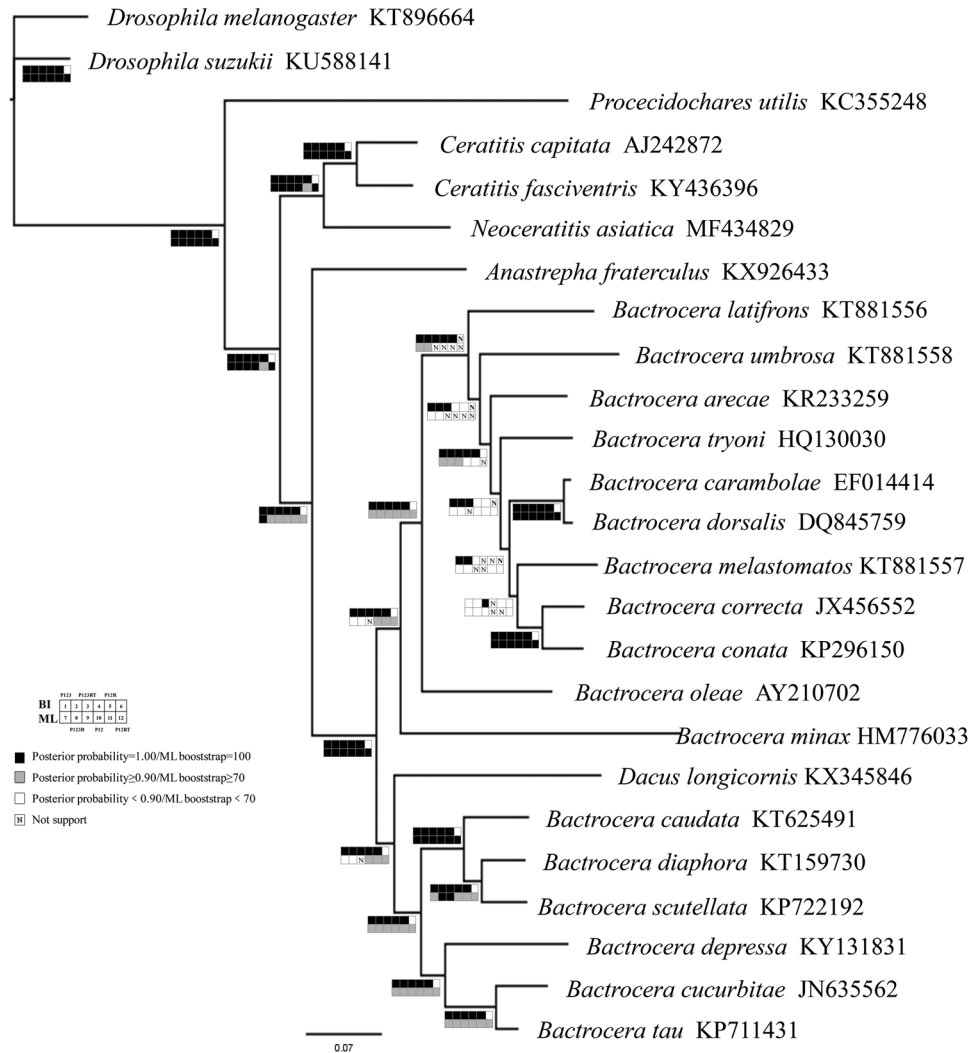 Drosophila melanogaster KT896664
Drosophila suzukii KU588141
Procecidochares utilis KC355248
Ceratitis capitata AJ242872
Ceratitis fasciventris KY436396
Neoceratitis asiatica MF434829
Anastrepha fraterculus KX926433
Bactrocera latifrons KT881556
Bactrocera umbrosa KT881558
Bactrocera arecae KR233259
Bactrocera tryoni HQ130030
Bactrocera carambolae EF014414
Bactrocera dorsalis DQ845759
Bactrocera melastomatos KT881557
Bactrocera correcta JX456552
Bactrocera conata KP296150
Bactrocera oleae AY210702
Bactrocera minax HM776033
Dacus longicornis KX345846
Bactrocera caudata KT625491
Bactrocera diaphora KT159730
Bactrocera scutellata KP722192
Bactrocera depressa KY131831
Bactrocera cucurbitae JN635562
Bactrocera tau KP711431
P123 P123RT P12R
BI 1 2 3 4 5 6
ML 7 8 9 10 11 12
P123R P12 P12RT
Posterior probability=1.00/ML booststrap=100
Posterior probability≥0.90/ML bootstrap≥70
Posterior probability < 0.90/ML booststrap < 70
N Not support
0.07